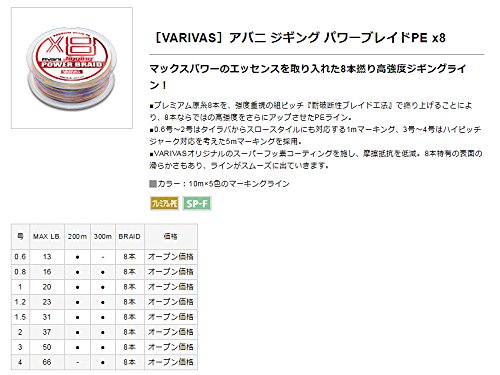 X8
AVANI Jigging
POWER BRAID
VARIVAS
［VARIVAS］アバニ ジギング パワーブレイドPE x8
マックスパワーのエッセンスを取り入れた8本撚り高強度ジギングライ
ン！
■プレミアム原糸8本を、強度重視の組ピッチ『耐破断性ブレイド工法』で撚り上げることによ
り、8本ならではの高強度をさらにアップさせたPEライン。
■0.6号～2号はタイラバからスロースタイルにも対応する1mマーキング、3号～4号はハイピッチ
ジャーク対応を考えた5mマーキングを採用。
■VARIVASオリジナルのスーパーフッ素コーティングを施し、摩擦抵抗を低減。8本特有の表面の
滑らかさもあり、ラインがスムーズに出ていきます。
■カラー：10m×5色のマーキングライン
プレミアムPE SP-F
号 MAX LB. 200m 300m BRAID 価格
0.6 13 ● - 8本 オープン価格
0.8 16 ● ● 8本 オープン価格
1 20 ● ● 8本 オープン価格
1.2 23 ● ● 8本 オープン価格
1.5 31 ● ● 8本 オープン価格
2 37 ● ● 8本 オープン価格
3 50 ● ● 8本 オープン価格
4 66 - ● 8本 オープン価格